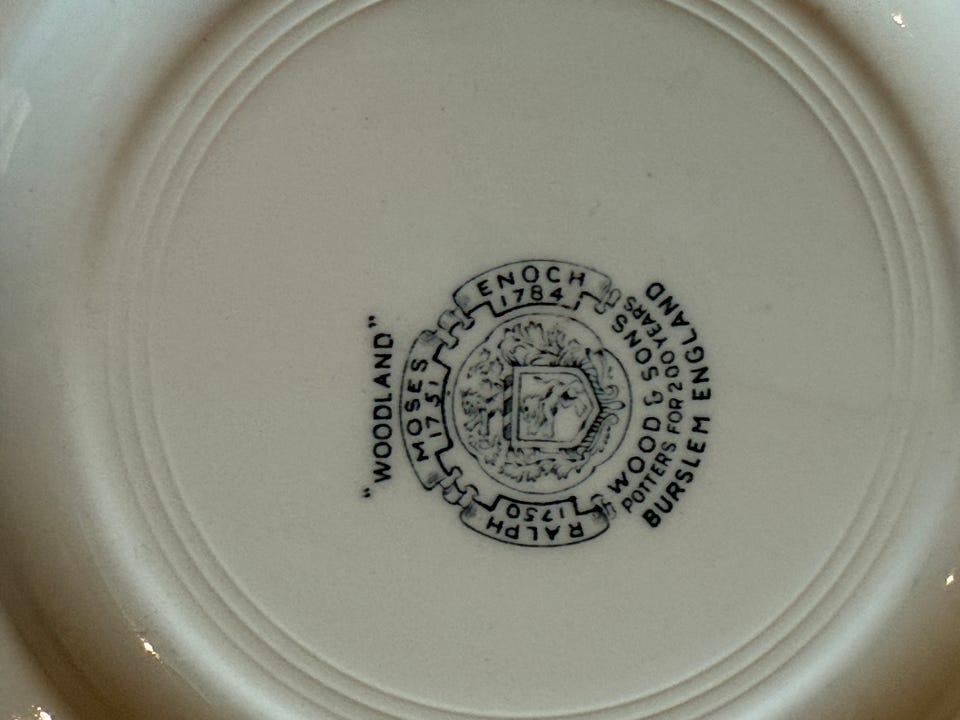 "WOODLAND"
RALPH
1750
MOSES
1751
ENOCH
1784
WOOD & SONS
POTTERS FOR 200 YEARS
BURSLEM ENGLAND